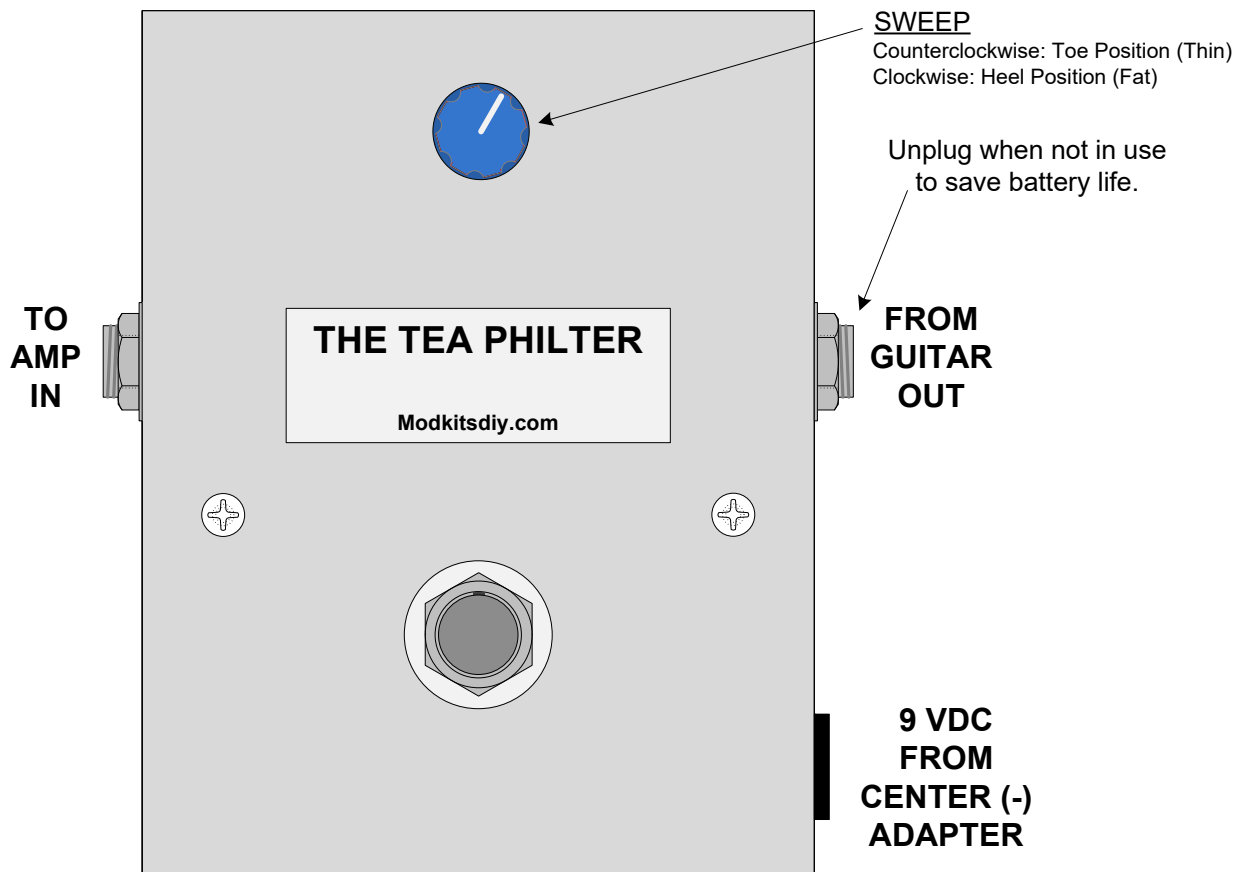 SWEEP
Counterclockwise: Toe Position (Thin)
Clockwise: Heel Position (Fat)
Unplug when not in use
to save battery life.
TO
AMP
IN
THE TEA PHILTER
Modkitsdiy.com
FROM
GUITAR
OUT
9 VDC
FROM
CENTER (-)
ADAPTER